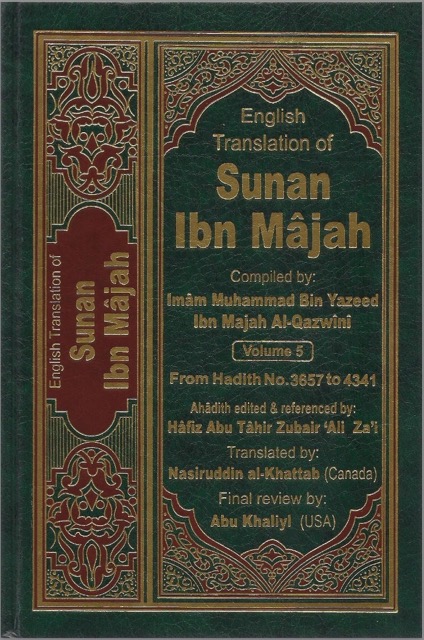 English Translation of
Sunan
Ibn Mâjah
English
Translation of
Sunan
Ibn Mâjah
Compiled by:
Imâm Muhammad Bin Yazeed
Ibn Majah Al-Qazwînî
Volume 5
From Hadith No.3657 to 4341
Ahâdith edited & referenced by:
Hâfiz Abu Tâhir Zubair 'Ali Za'i
Translated by:
Nasiruddin al-Khattab (Canada)
Final review by:
Abu Khaliyl (USA)